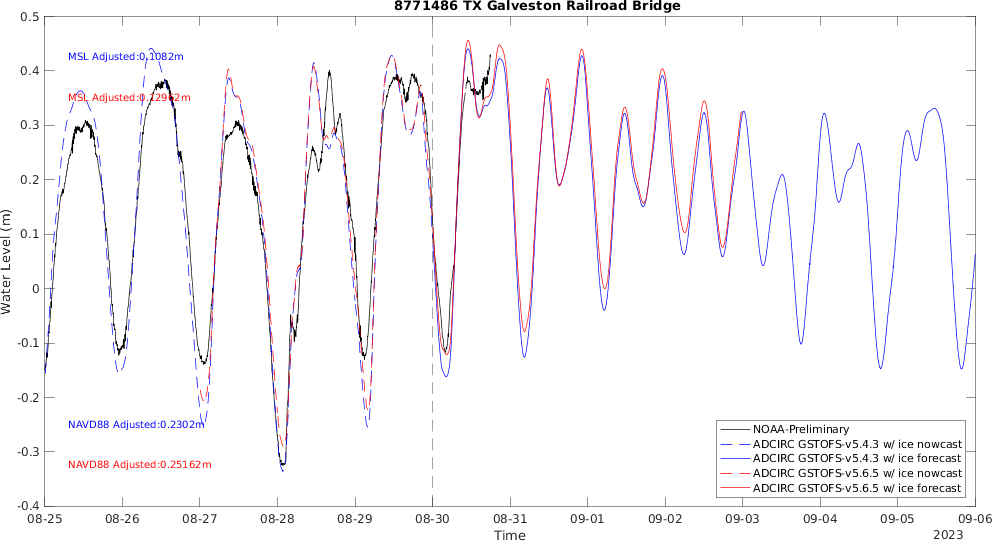 8771486 TX Galveston Railroad Bridge
0.5
0.4
0.3
0.2
0.1
0
-0.1
-0.2
-0.3
-0.4
Water Level (m)
MSL Adjusted:0.1082m
MSL Adjusted:0.12962m
NAVD88 Adjusted:0.2302m
NAVD88 Adjusted:0.25162m
NOAA-Preliminary
ADCIRC GSTOFS-v5.4.3 w/ ice nowcast
ADCIRC GSTOFS-v5.4.3 w/ ice forecast
ADCIRC GSTOFS-v5.6.5 w/ ice nowcast
ADCIRC GSTOFS-v5.6.5 w/ ice forecast
08-25 08-26 08-27 08-28 08-29 08-30 08-31 09-01 09-02 09-03 09-04 09-05 09-06
Time
2023